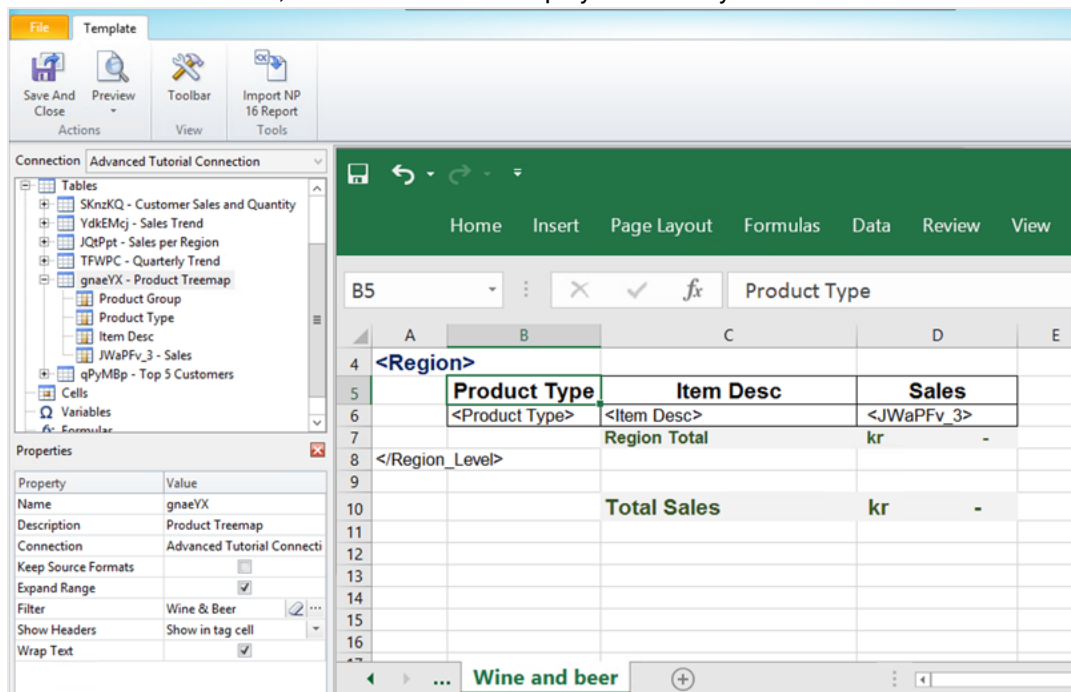 File Template
Save And Close
Preview
Toolbar
Import NP 16 Report
Actions View Tools
Connection Advanced Tutorial Connection
Tables
SKnzKQ - Customer Sales and Quantity
YdkEMcj - Sales Trend
JQtPpt - Sales per Region
TFWPC - Quarterly Trend
gnaeYX - Product Treemap
Product Group
Product Type
Item Desc
JWaPFv_3 - Sales
qPyMBp - Top 5 Customers
Cells
Ω Variables
Properties
Property Value
Name gnaeYX
Description Product Treemap
Connection Advanced Tutorial Connecti
Keep Source Formats
Expand Range
Filter Wine & Beer ...
Show Headers Show in tag cell
Wrap Text
Home Insert Page Layout Formulas Data Review View
B5 fx Product Type
A B C D E
4 <Region>
5 Product Type Item Desc Sales
6 <Product Type> <Item Desc> <JWaPFv_3>
7 Region Total kr -
8 </Region_Level>
9
10 Total Sales kr -
11
12
13
14
15
16
... Wine and beer